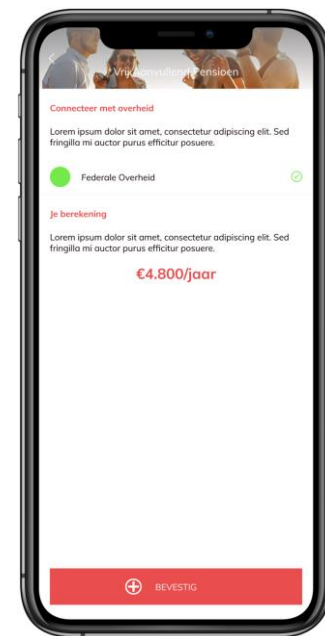 Vrij Aanvullend Pensioen
Connecteer met overheid
Lorem ipsum dolor sit amet, consectetur adipiscing elit. Sed
fringilla mi auctor purus efficitur posuere.
Federale Overheid
Je berekening
Lorem ipsum dolor sit amet, consectetur adipiscing elit. Sed
fringilla mi auctor purus efficitur posuere.
€4.800/jaar
BEVESTIG